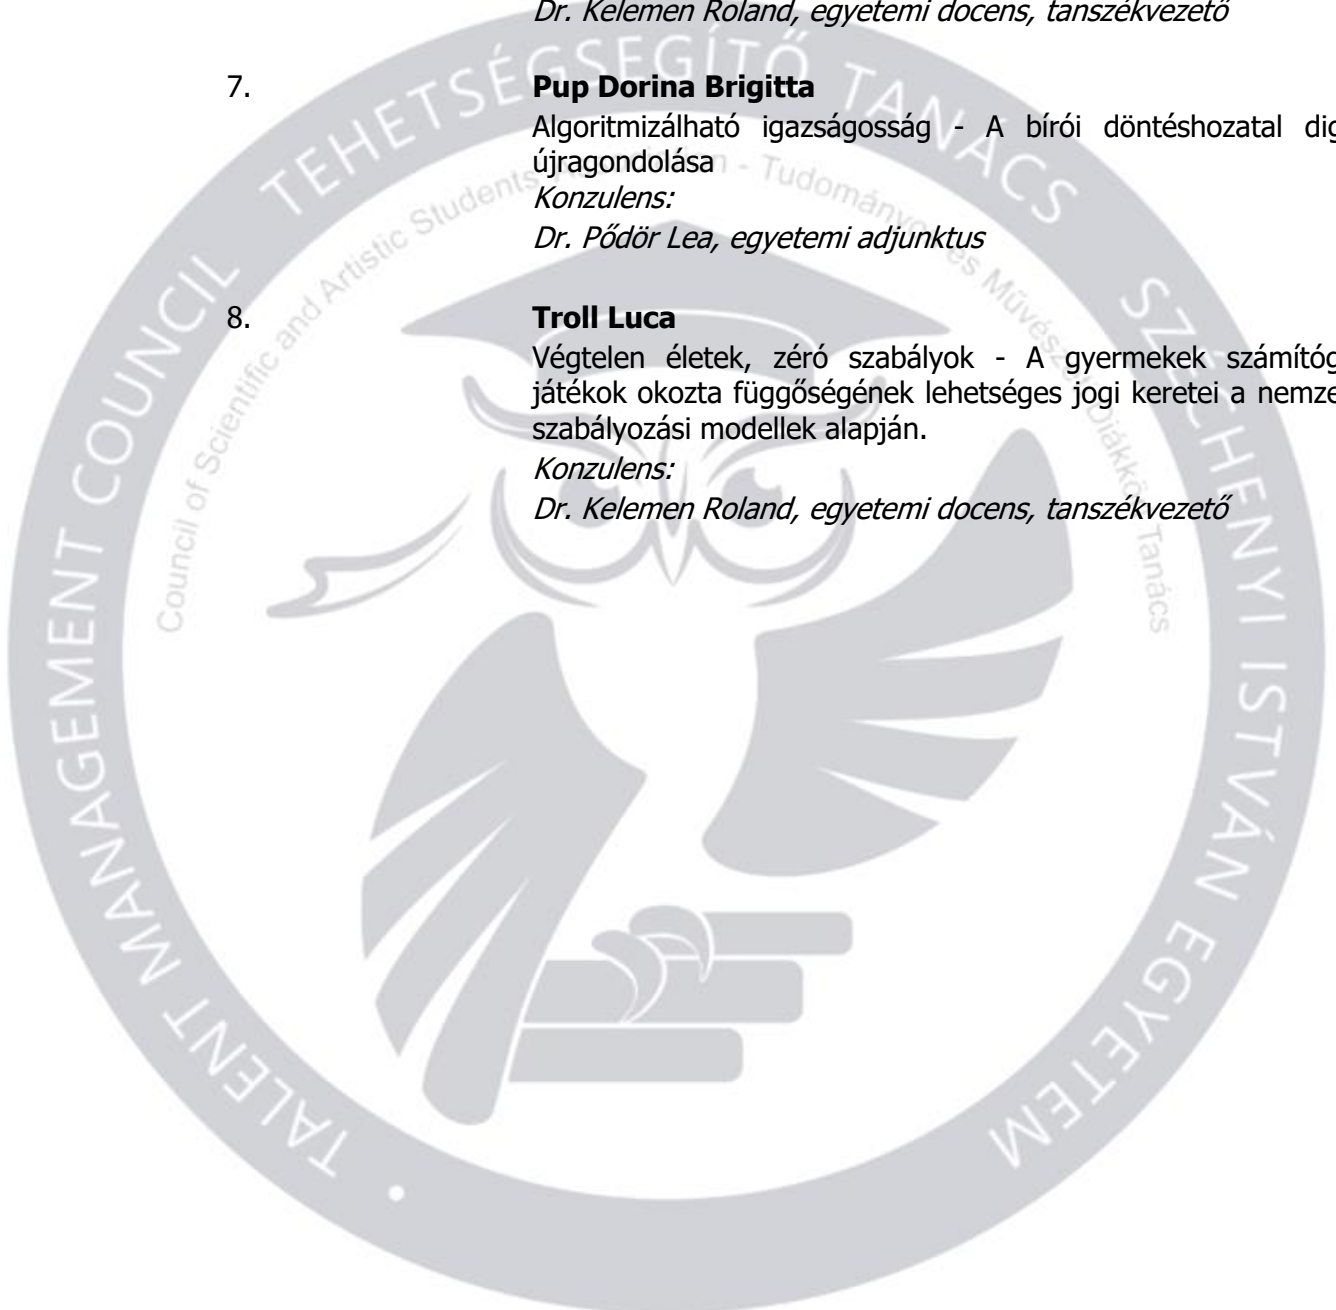 Dr. Kelemen Roland, egyetemi docens, tanszékvezető
7.
Pup Dorina Brigitta
Algoritmizálható igazságosság - A bírói döntéshozatal
újragondolása
Konzulens:
Dr. Pődör Lea, egyetemi adjunktus
8.
Troll Luca
Végtelen életek, zéró szabályok - A gyermekek
játékok okozta függőségének lehetséges jogi keretei a
szabályozási modellek alapján.
Konzulens:
Dr. Kelemen Roland, egyetemi docens, tanszékvezető
TALENT MANAGEMENT COUNCIL • TEHETSÉGSEGÍTŐ TANÁCS SZÉCHENYI ISTVÁN EGYETEM
Council of Scientific and Artistic Students - Tudományos és Művészeti Diákköri Tanács